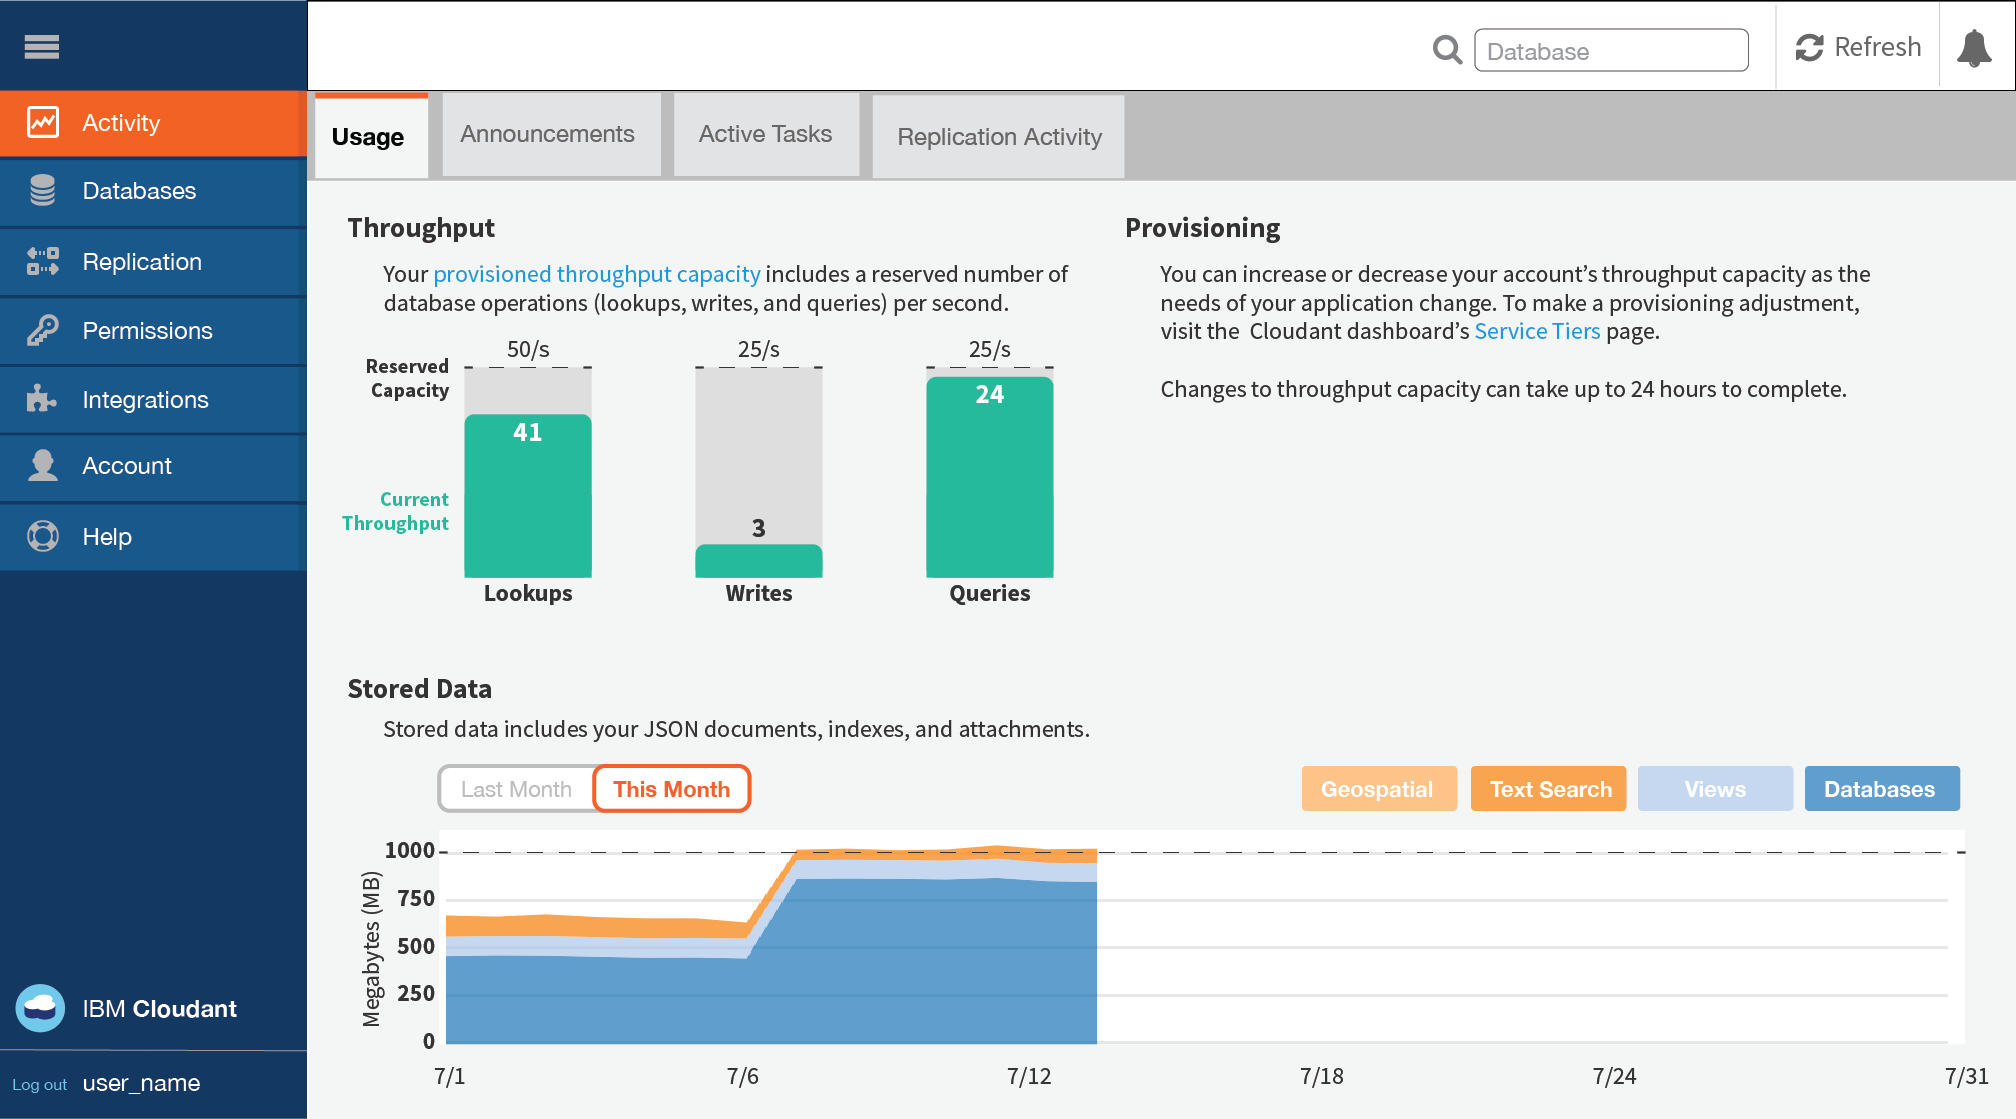 Database
Refresh
Activity
Databases
Replication
Permissions
Integrations
Account
Help
IBM Cloudant
Log out user_name
Usage
Announcements
Active Tasks
Replication Activity
Throughput
Your provisioned throughput capacity includes a reserved number of
database operations (lookups, writes, and queries) per second.
Reserved
Capacity
Current
Throughput
50/s
41
Lookups
25/s
3
Writes
25/s
24
Queries
Provisioning
You can increase or decrease your account’s throughput capacity as the
needs of your application change. To make a provisioning adjustment,
visit the Cloudant dashboard’s Service Tiers page.
Changes to throughput capacity can take up to 24 hours to complete.
Stored Data
Stored data includes your JSON documents, indexes, and attachments.
Last Month
This Month
Geospatial
Text Search
Views
Databases
Megabytes (MB)
1000
750
500
250
0
7/1
7/6
7/12
7/18
7/24
7/31